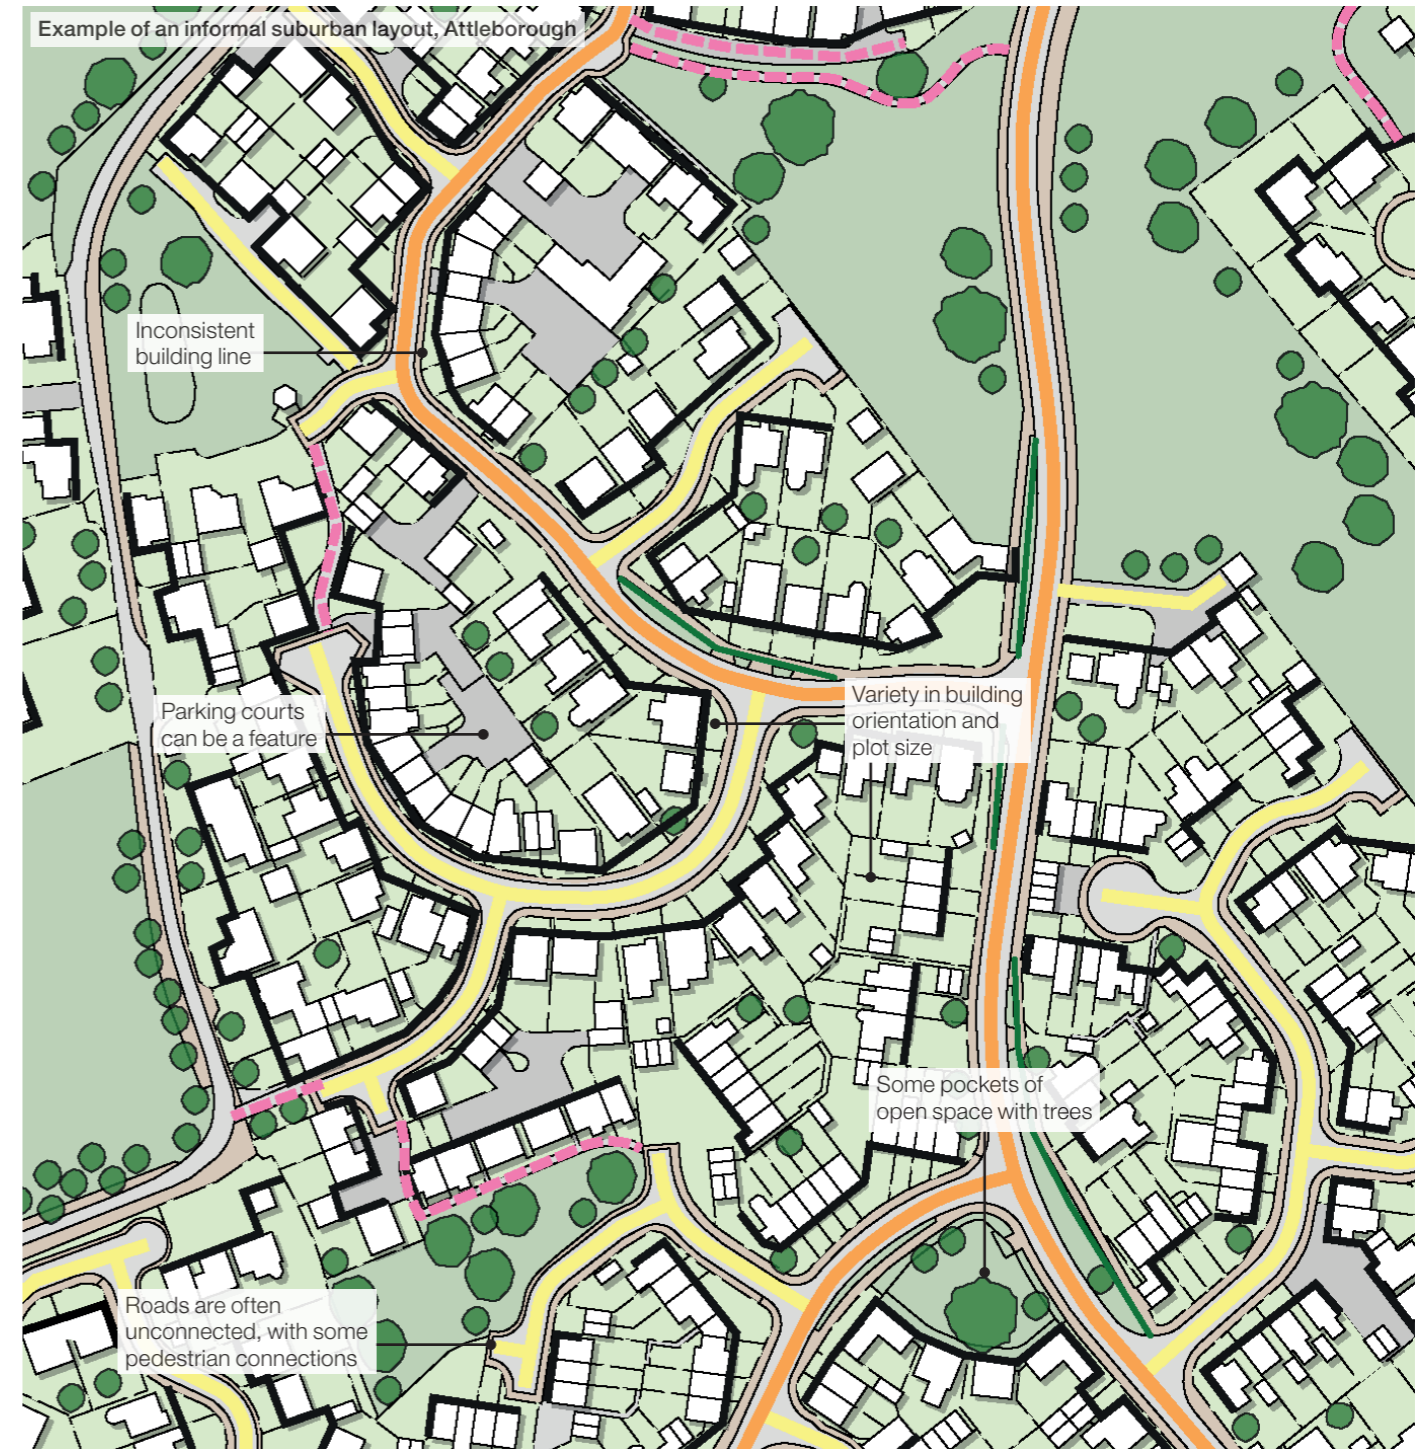 Example of an informal suburban layout, Attleborough
Inconsistent
building line
Parking courts
can be a feature
Variety in building
orientation and
plot size
Some pockets of
open space with trees
Roads are often
unconnected, with some
pedestrian connections